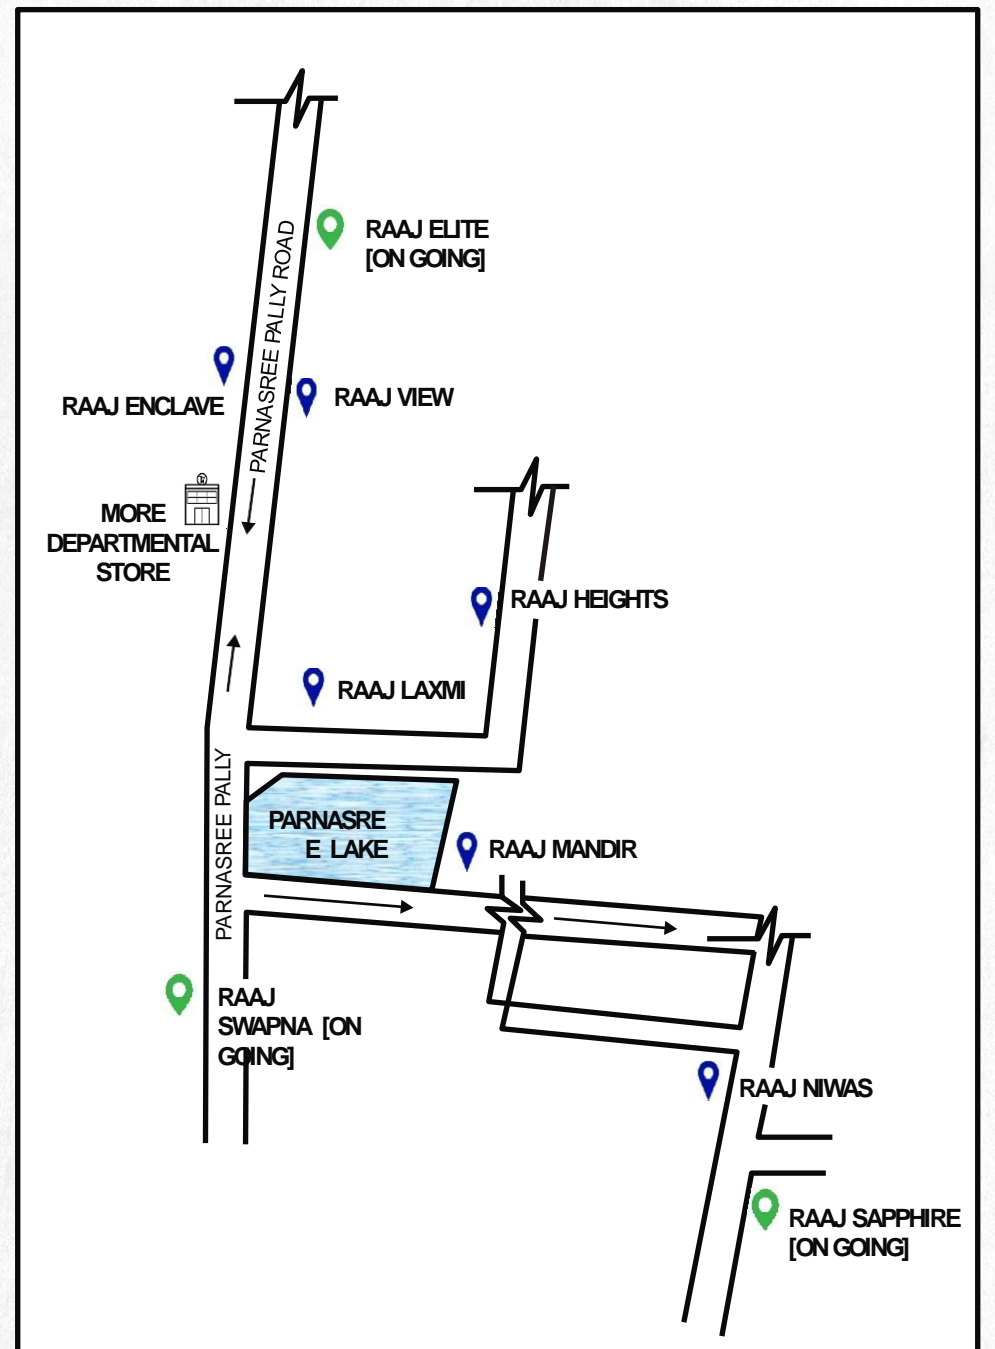 RAAJ ELITE
[ON GOING]
PARNASREE PALLY ROAD
RAAJ ENCLAVE
RAAJ VIEW
MORE
DEPARTMENTAL
STORE
RAAJ HEIGHTS
RAAJ LAXMI
PARNASREE PALLY
PARNASRE
E LAKE
RAAJ MANDIR
RAAJ
SWAPNA [ON
GOING]
RAAJ NIWAS
RAAJ SAPPHIRE
[ON GOING]